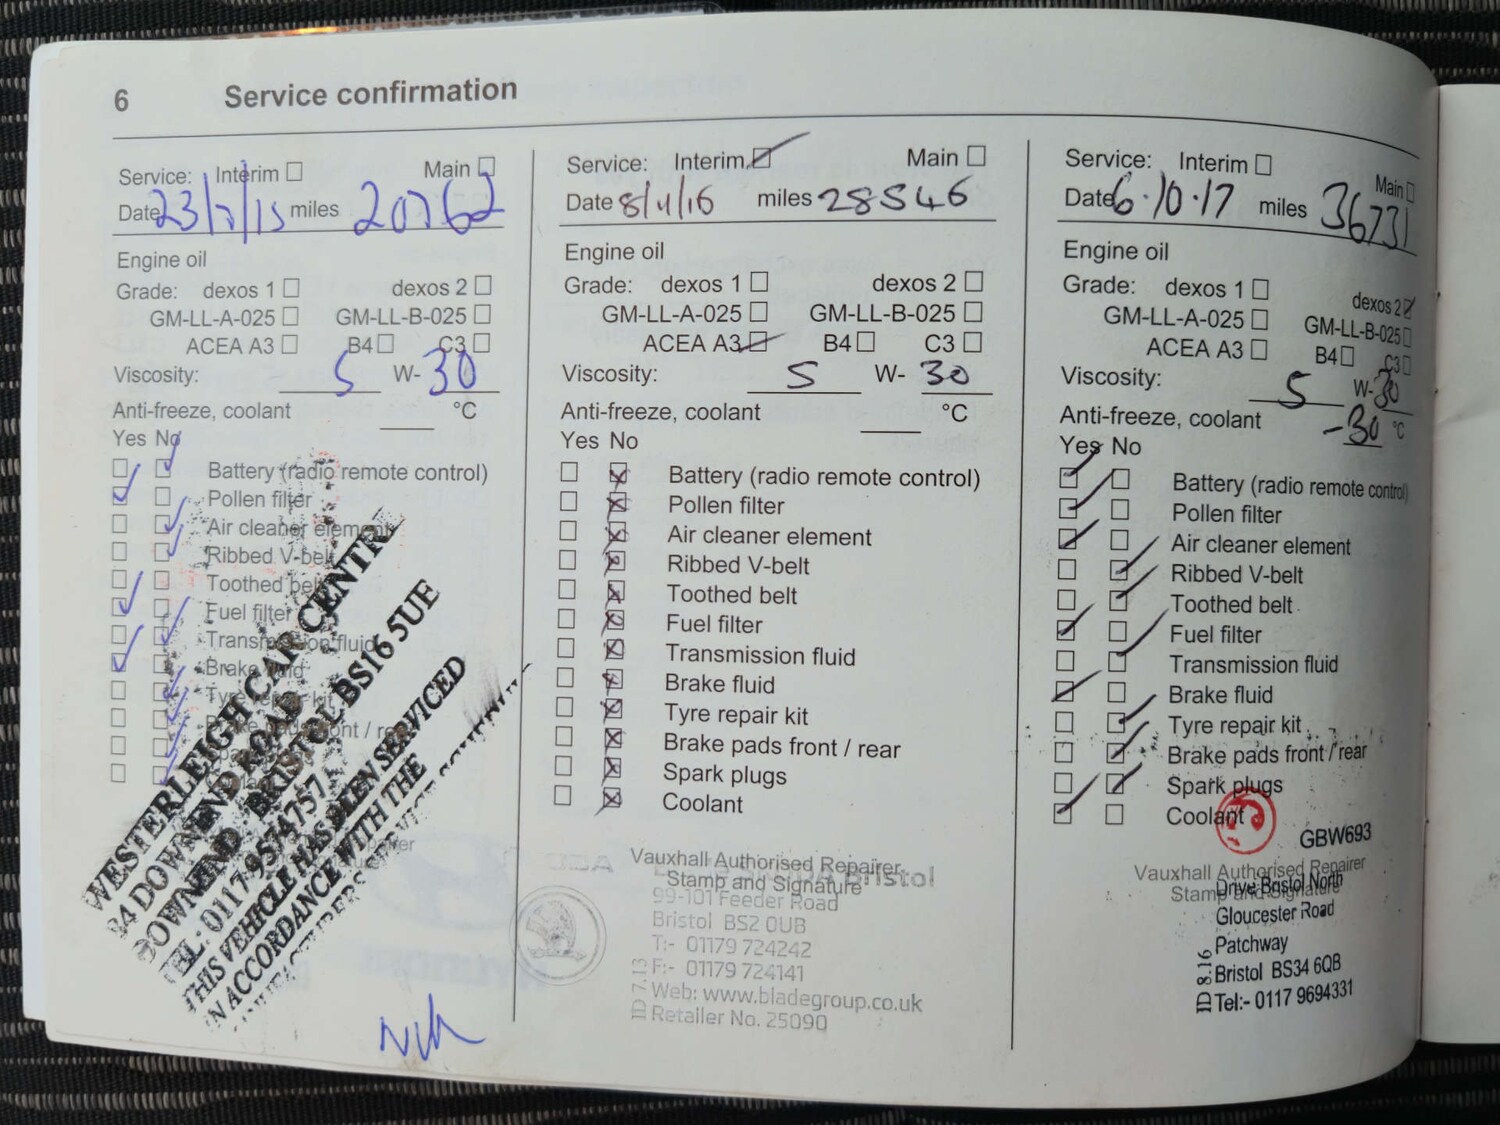 6 Service confirmation
Service: Interim Main
Date 23/7/15 miles 20762
Engine oil
Grade: dexos 1 dexos 2
GM-LL-A-025 GM-LL-B-025
ACEA A3 B4 C3
Viscosity: 5 W-30
Anti-freeze, coolant °C
Yes No
Battery (radio remote control)
Pollen filter
Air cleaner element
Ribbed V-belt
Toothed belt
Fuel filter
Transmission fluid
Brake fluid
Tyre repair kit
WESTERLEIGH CAR CENTR
84 DOWNEND ROAD
DOWNEND. BRISTOL BS16 5UE
TEL: 0117 9574757
THIS VEHICLE HAS BEEN SERVICED
IN ACCORDANCE WITH THE
Service: Interim Main
Date 8/11/16 miles 28546
Engine oil
Grade: dexos 1 dexos 2
GM-LL-A-025 GM-LL-B-025
ACEA A3 B4 C3
Viscosity: 5 W- 30
Anti-freeze, coolant °C
Yes No
Battery (radio remote control)
Pollen filter
Air cleaner element
Ribbed V-belt
Toothed belt
Fuel filter
Transmission fluid
Brake fluid
Tyre repair kit
Brake pads front / rear
Spark plugs
Coolant
Vauxhall Authorised Repairer
Stamp and Signature
99-101 Feeder Road
Bristol BS2 0UB
T:- 01179 724242
F:- 01179 724141
Web: www.bladegroup.co.uk
Retailer No. 25090
Service: Interim Main
Date 6.10.17 miles 36731
Engine oil
Grade: dexos 1 dexos 2
GM-LL-A-025 GM-LL-B-025
ACEA A3 B4 C3
Viscosity: 5 W-30
Anti-freeze, coolant -30 °C
Yes No
Battery (radio remote control)
Pollen filter
Air cleaner element
Ribbed V-belt
Toothed belt
Fuel filter
Transmission fluid
Brake fluid
Tyre repair kit
Brake pads front / rear
Spark plugs
Coolant
GBW693
Vauxhall Authorised Repairer
Stamp and Signature
Drive Bristol North
Gloucester Road
Patchway
Bristol BS34 6QB
Tel:- 0117 9694331
ID 816